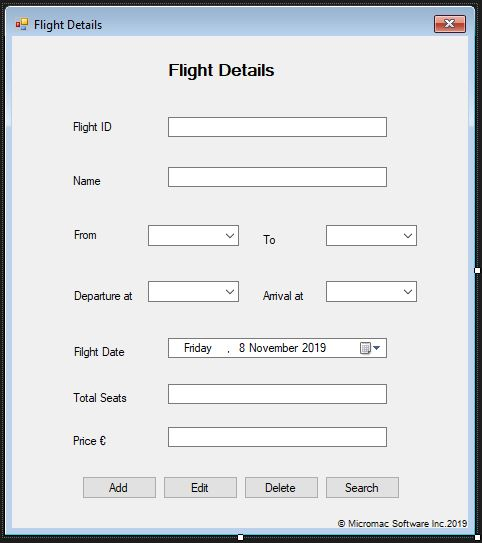 Flight Details
Flight Details
Flight ID
Name
From
To
Departure at
Arrival at
Filght Date
Friday , 8 November 2019
Total Seats
Price €
Add Edit Delete Search
© Micromac Software Inc.2019